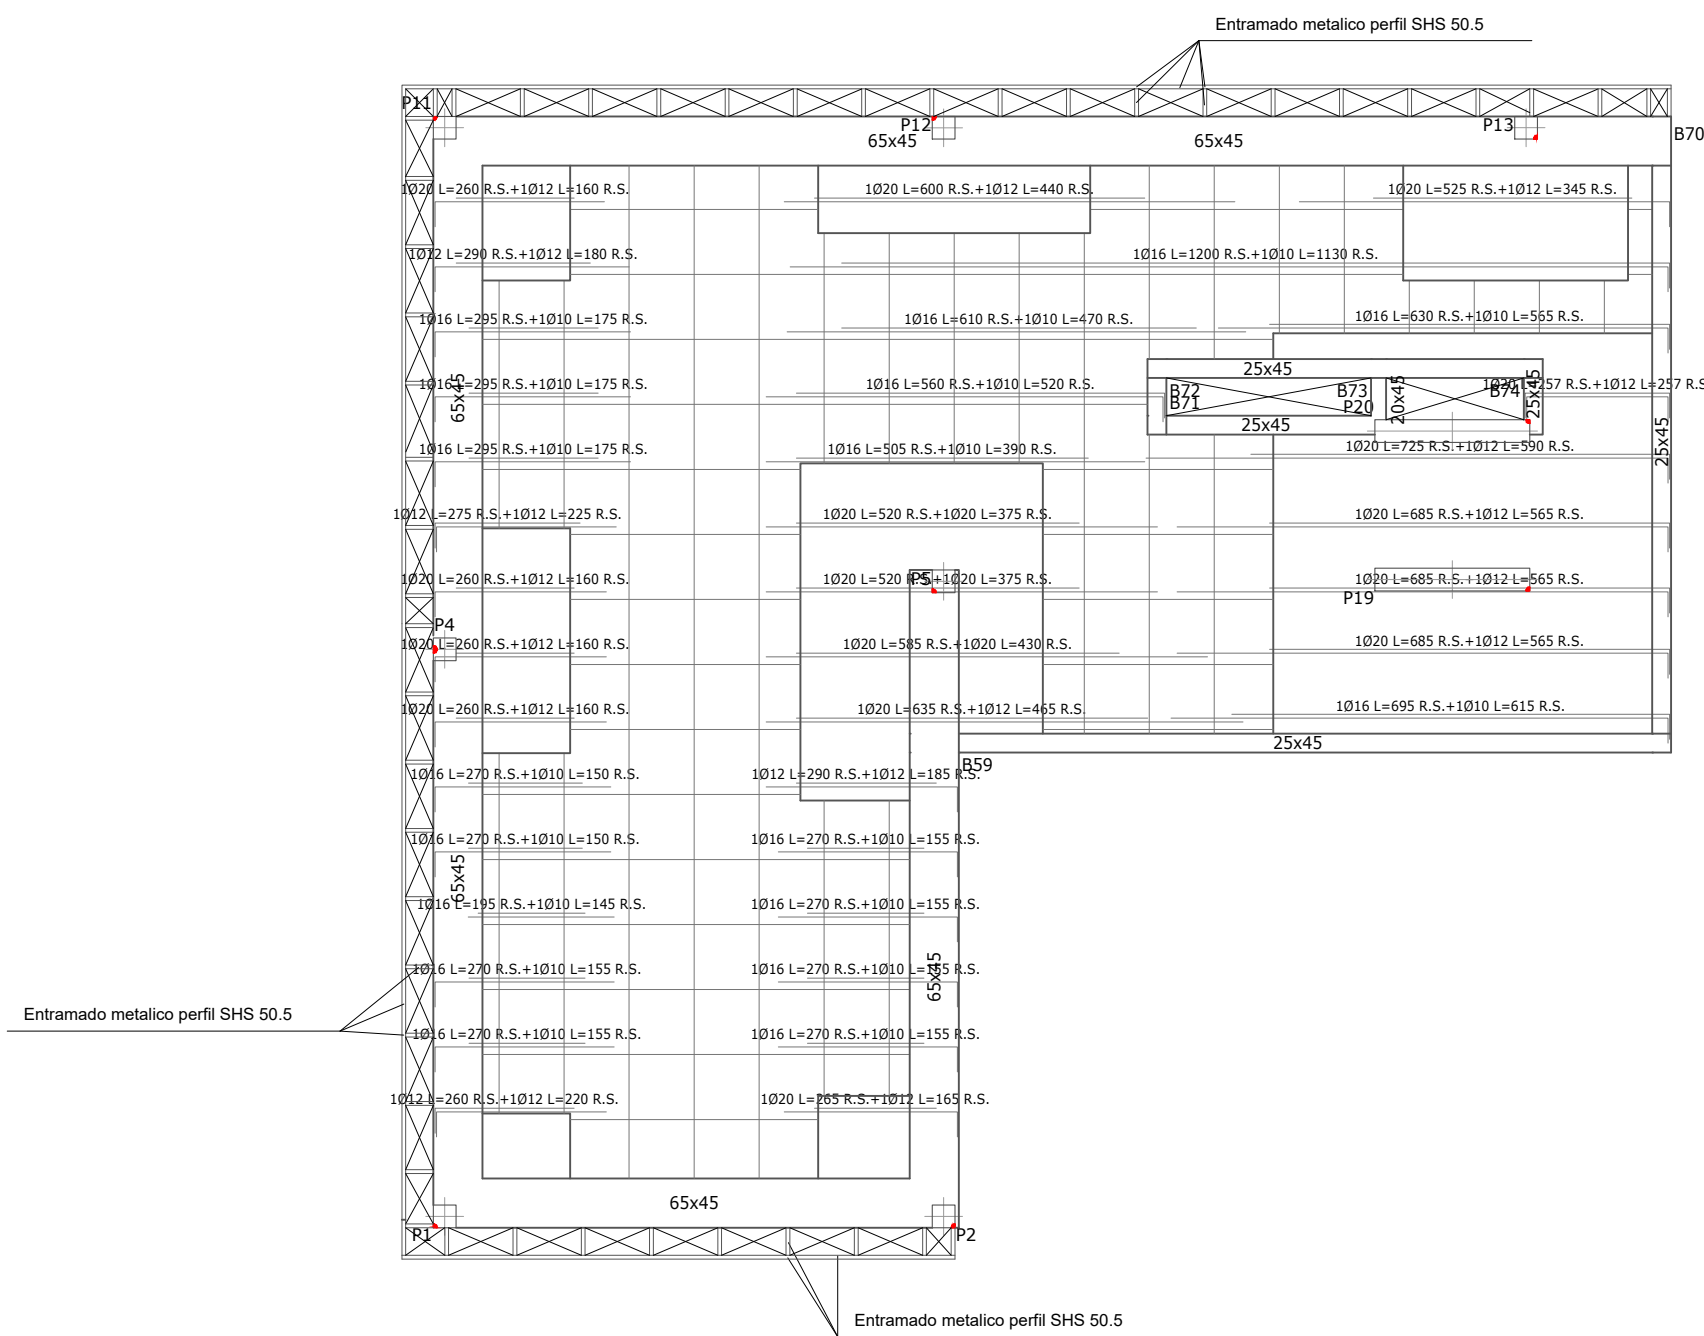 Entramado metalico perfil SHS 50.5
P11
P12
P13
B70
65x45
65x45
1Ø20 L=260 R.S.+1Ø12 L=160 R.S.
1Ø20 L=600 R.S.+1Ø12 L=440 R.S.
1Ø20 L=525 R.S.+1Ø12 L=345 R.S.
1Ø12 L=290 R.S.+1Ø12 L=180 R.S.
1Ø16 L=1200 R.S.+1Ø10 L=1130 R.S.
1Ø16 L=295 R.S.+1Ø10 L=175 R.S.
1Ø16 L=610 R.S.+1Ø10 L=470 R.S.
1Ø16 L=630 R.S.+1Ø10 L=565 R.S.
25x45
1Ø16 L=295 R.S.+1Ø10 L=175 R.S.
65x45
1Ø16 L=560 R.S.+1Ø10 L=520 R.S.
B72
B71
B73
P20
20x45
B74
25x45
1Ø20 L=257 R.S.+1Ø12 L=257 R.S.
25x45
25x45
1Ø16 L=295 R.S.+1Ø10 L=175 R.S.
1Ø16 L=505 R.S.+1Ø10 L=390 R.S.
1Ø20 L=725 R.S.+1Ø12 L=590 R.S.
1Ø12 L=275 R.S.+1Ø12 L=225 R.S.
1Ø20 L=520 R.S.+1Ø20 L=375 R.S.
1Ø20 L=685 R.S.+1Ø12 L=565 R.S.
1Ø20 L=260 R.S.+1Ø12 L=160 R.S.
1Ø20 L=520 R.S.+1Ø20 L=375 R.S.
P5
1Ø20 L=685 R.S.+1Ø12 L=565 R.S.
P19
P4
1Ø20 L=260 R.S.+1Ø12 L=160 R.S.
1Ø20 L=585 R.S.+1Ø20 L=430 R.S.
1Ø20 L=685 R.S.+1Ø12 L=565 R.S.
1Ø20 L=260 R.S.+1Ø12 L=160 R.S.
1Ø20 L=635 R.S.+1Ø12 L=465 R.S.
1Ø16 L=695 R.S.+1Ø10 L=615 R.S.
25x45
B59
1Ø16 L=270 R.S.+1Ø10 L=150 R.S.
1Ø12 L=290 R.S.+1Ø12 L=185 R.S.
1Ø16 L=270 R.S.+1Ø10 L=150 R.S.
1Ø16 L=270 R.S.+1Ø10 L=155 R.S.
65x45
1Ø16 L=195 R.S.+1Ø10 L=145 R.S.
1Ø16 L=270 R.S.+1Ø10 L=155 R.S.
1Ø16 L=270 R.S.+1Ø10 L=155 R.S.
1Ø16 L=270 R.S.+1Ø10 L=155 R.S.
65x45
Entramado metalico perfil SHS 50.5
1Ø16 L=270 R.S.+1Ø10 L=155 R.S.
1Ø16 L=270 R.S.+1Ø10 L=155 R.S.
1Ø12 L=260 R.S.+1Ø12 L=220 R.S.
1Ø20 L=265 R.S.+1Ø12 L=165 R.S.
65x45
P1
P2
Entramado metalico perfil SHS 50.5